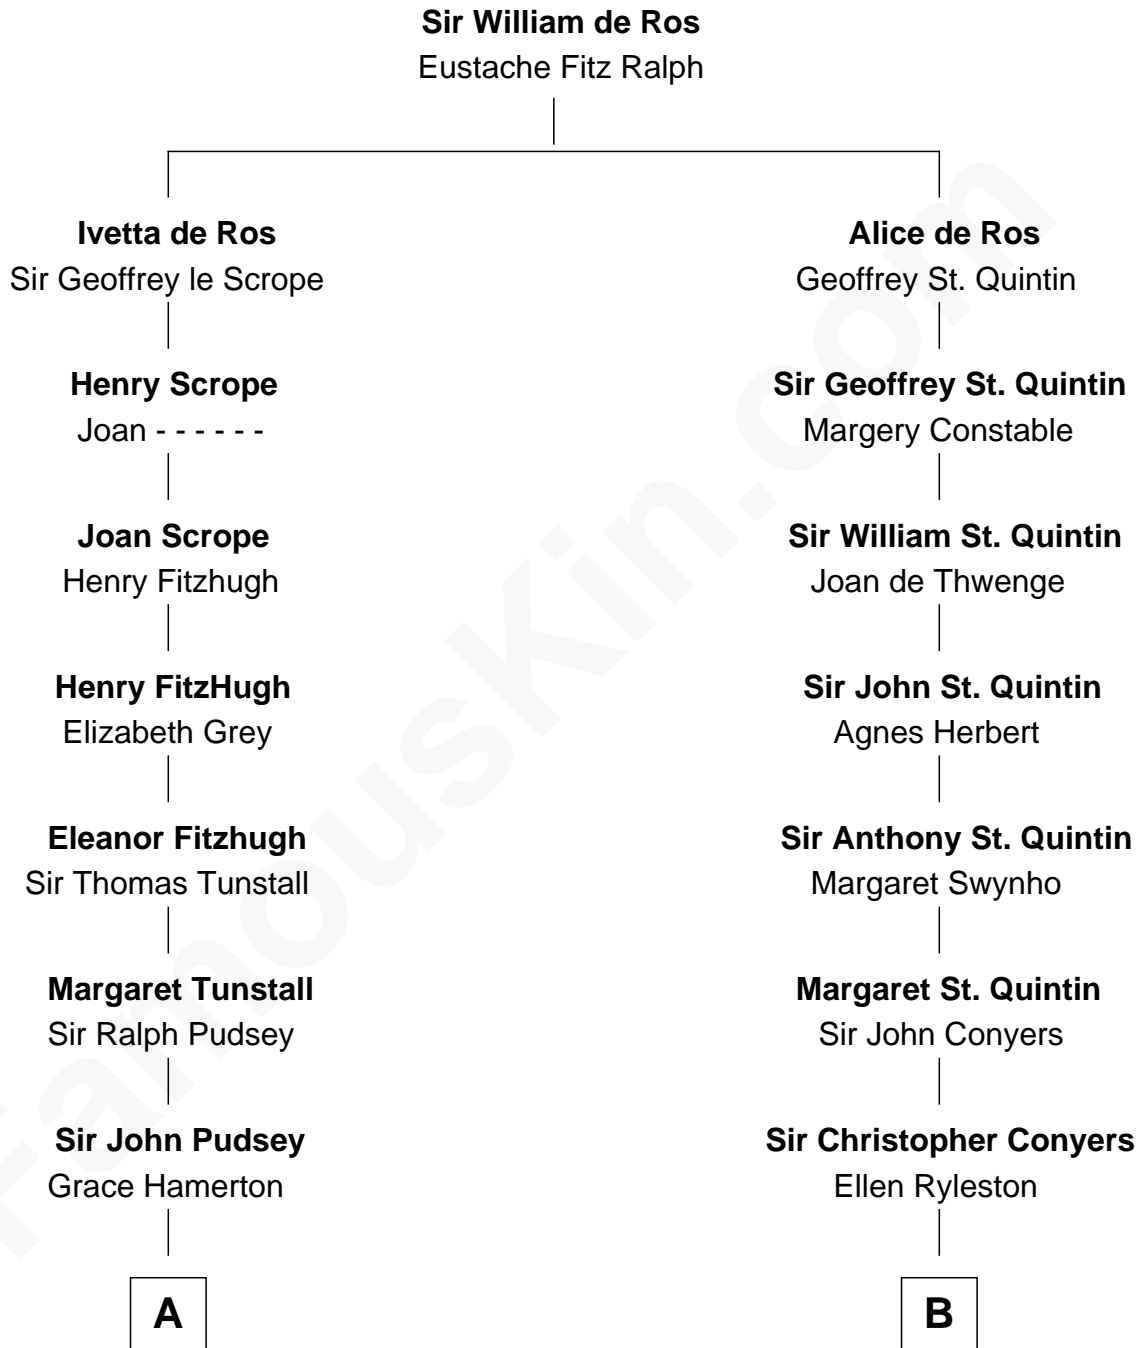 Sir William de Ros
Eustache Fitz Ralph
Ivetta de Ros
Sir Geoffrey le Scrope
Alice de Ros
Geoffrey St. Quintin
Henry Scrope
Joan - - - - - -
Sir Geoffrey St. Quintin
Margery Constable
Joan Scrope
Henry Fitzhugh
Sir William St. Quintin
Joan de Thwenge
Henry FitzHugh
Elizabeth Grey
Sir John St. Quintin
Agnes Herbert
Eleanor Fitzhugh
Sir Thomas Tunstall
Sir Anthony St. Quintin
Margaret Swynho
Margaret Tunstall
Sir Ralph Pudsey
Margaret St. Quintin
Sir John Conyers
Sir John Pudsey
Grace Hamerton
Sir Christopher Conyers
Ellen Ryleston
A
B
FamousKin.com